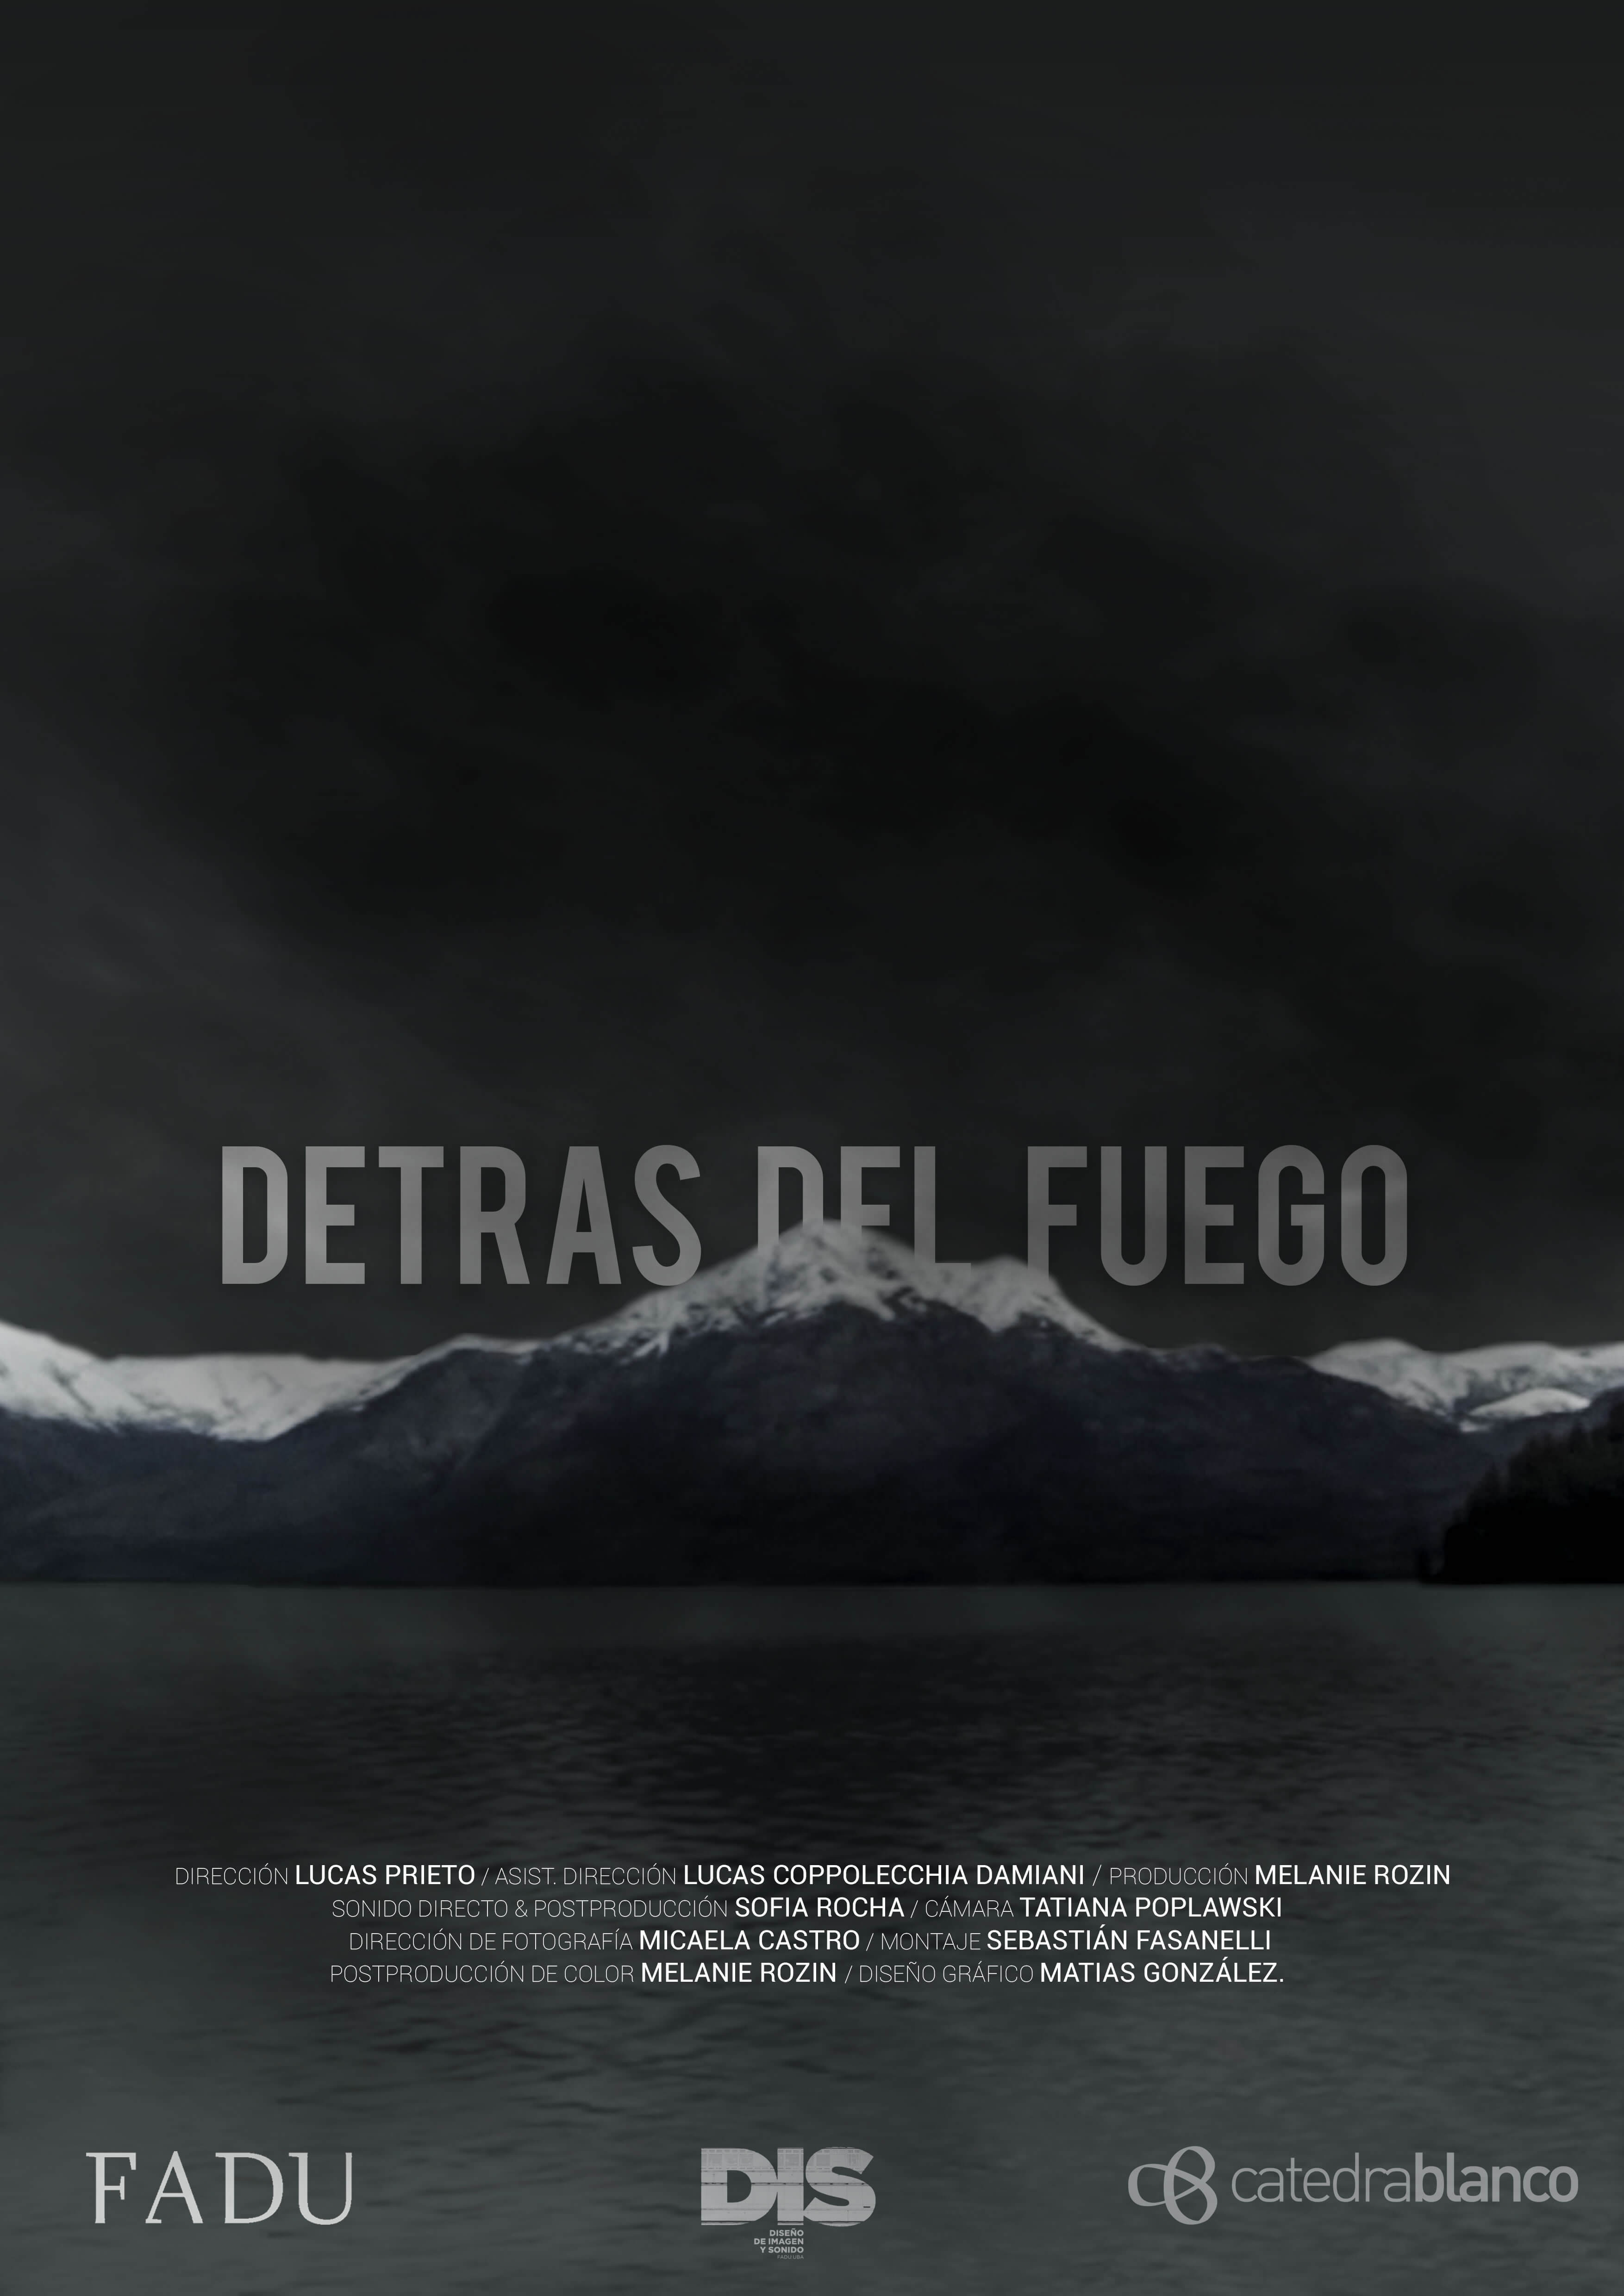 DETRAS DEL FUEGO
DIRECCIÓN LUCAS PRIETO / ASIST. DIRECCIÓN LUCAS COPPOLECCHIA DAMIANI / PRODUCCIÓN MELANIE ROZIN
SONIDO DIRECTO & POSTPRODUCCIÓN SOFIA ROCHA / CÁMARA TATIANA POPLAWSKI
DIRECCIÓN DE FOTOGRAFÍA MICAELA CASTRO / MONTAJE SEBASTIÁN FASANELLI
POSTPRODUCCIÓN DE COLOR MELANIE ROZIN / DISEÑO GRÁFICO MATIAS GONZÁLEZ.
FADU
DIS
DISEÑO
DE IMAGEN
Y SONIDO
FADU.UBA
catedrablanco